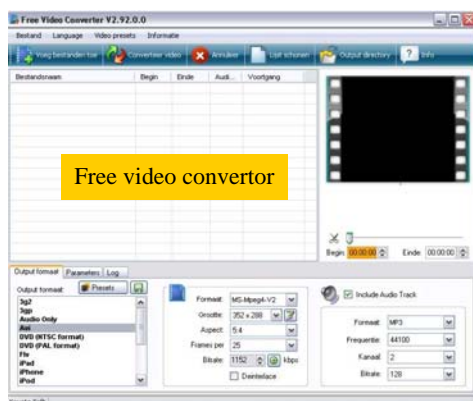 Free Video Converter V2.92.0.0
Bestand Language Video presets Informatie
Voeg bestanden toe Converteer video Annuleer Lijst schonen Output directory Info
Bestandsnaam Begin Einde Audi... Voortgang
Free video convertor
Begin 00:00:00 Einde 00:00:00
Output formaat Parameters Log
Output formaat: Presets
3g2
3gp
Audio Only
Avi
DVD (NTSC format)
DVD (PAL format)
Flv
iPad
iPhone
iPod
Formaat: MS-Mpeg4-V2
Grootte: 352 x 288
Aspect: 5:4
Frames per 25
Bitrate: 1152 kbps
Deinterlace
Include Audio Track
Formaat: MP3
Frequentie: 44100
Kanaal: 2
Bitrate: 128